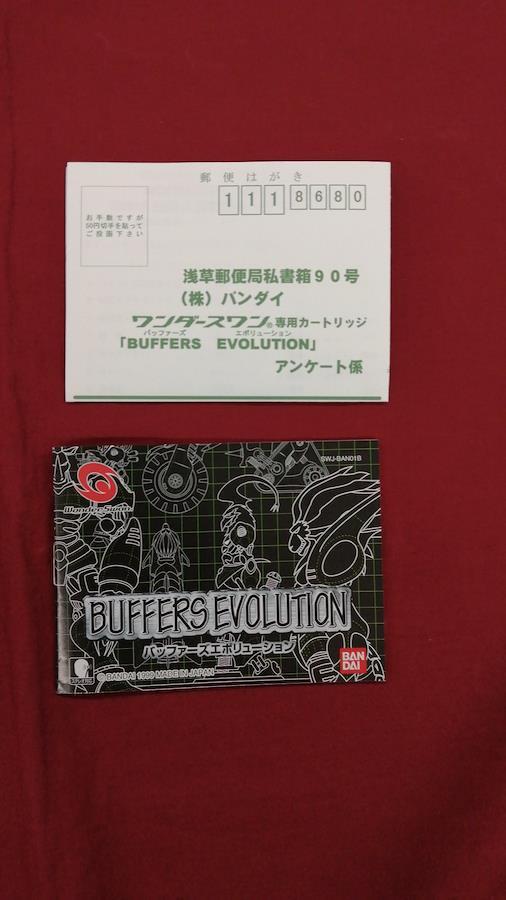 郵便はがき
111 8680
お手数ですが
50円切手を貼って
ご投函下さい
浅草郵便局私書箱90号
(株)バンダイ
ワンダースワン®専用カートリッジ
バッファーズ エボリューション
「BUFFERS EVOLUTION」
アンケート係
SWJ-BAN01B
WonderSwan
BUFFERS EVOLUTION
バッファーズエボリューション
BAN
DAI
©BANDAI 1999 MADE IN JAPAN